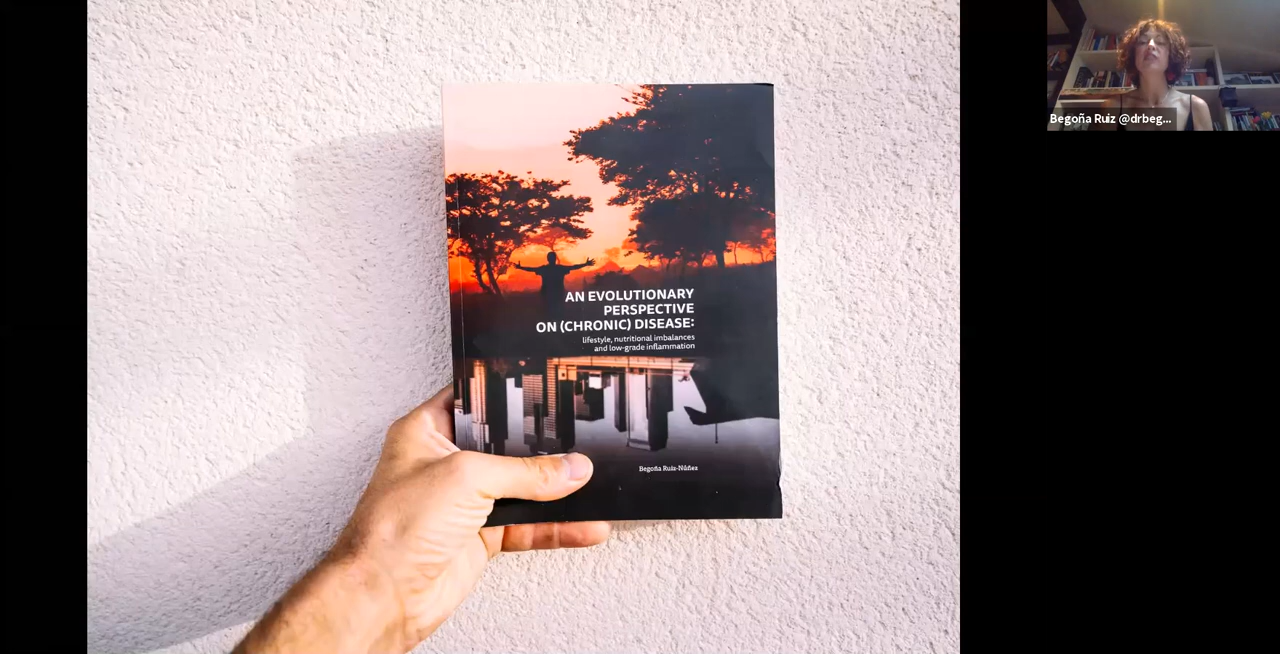 AN EVOLUTIONARY
PERSPECTIVE
ON (CHRONIC) DISEASE:
lifestyle, nutritional imbalances
and low-grade inflammation
Begoña Ruiz-Núñez
Begoña Ruiz @drbeg...